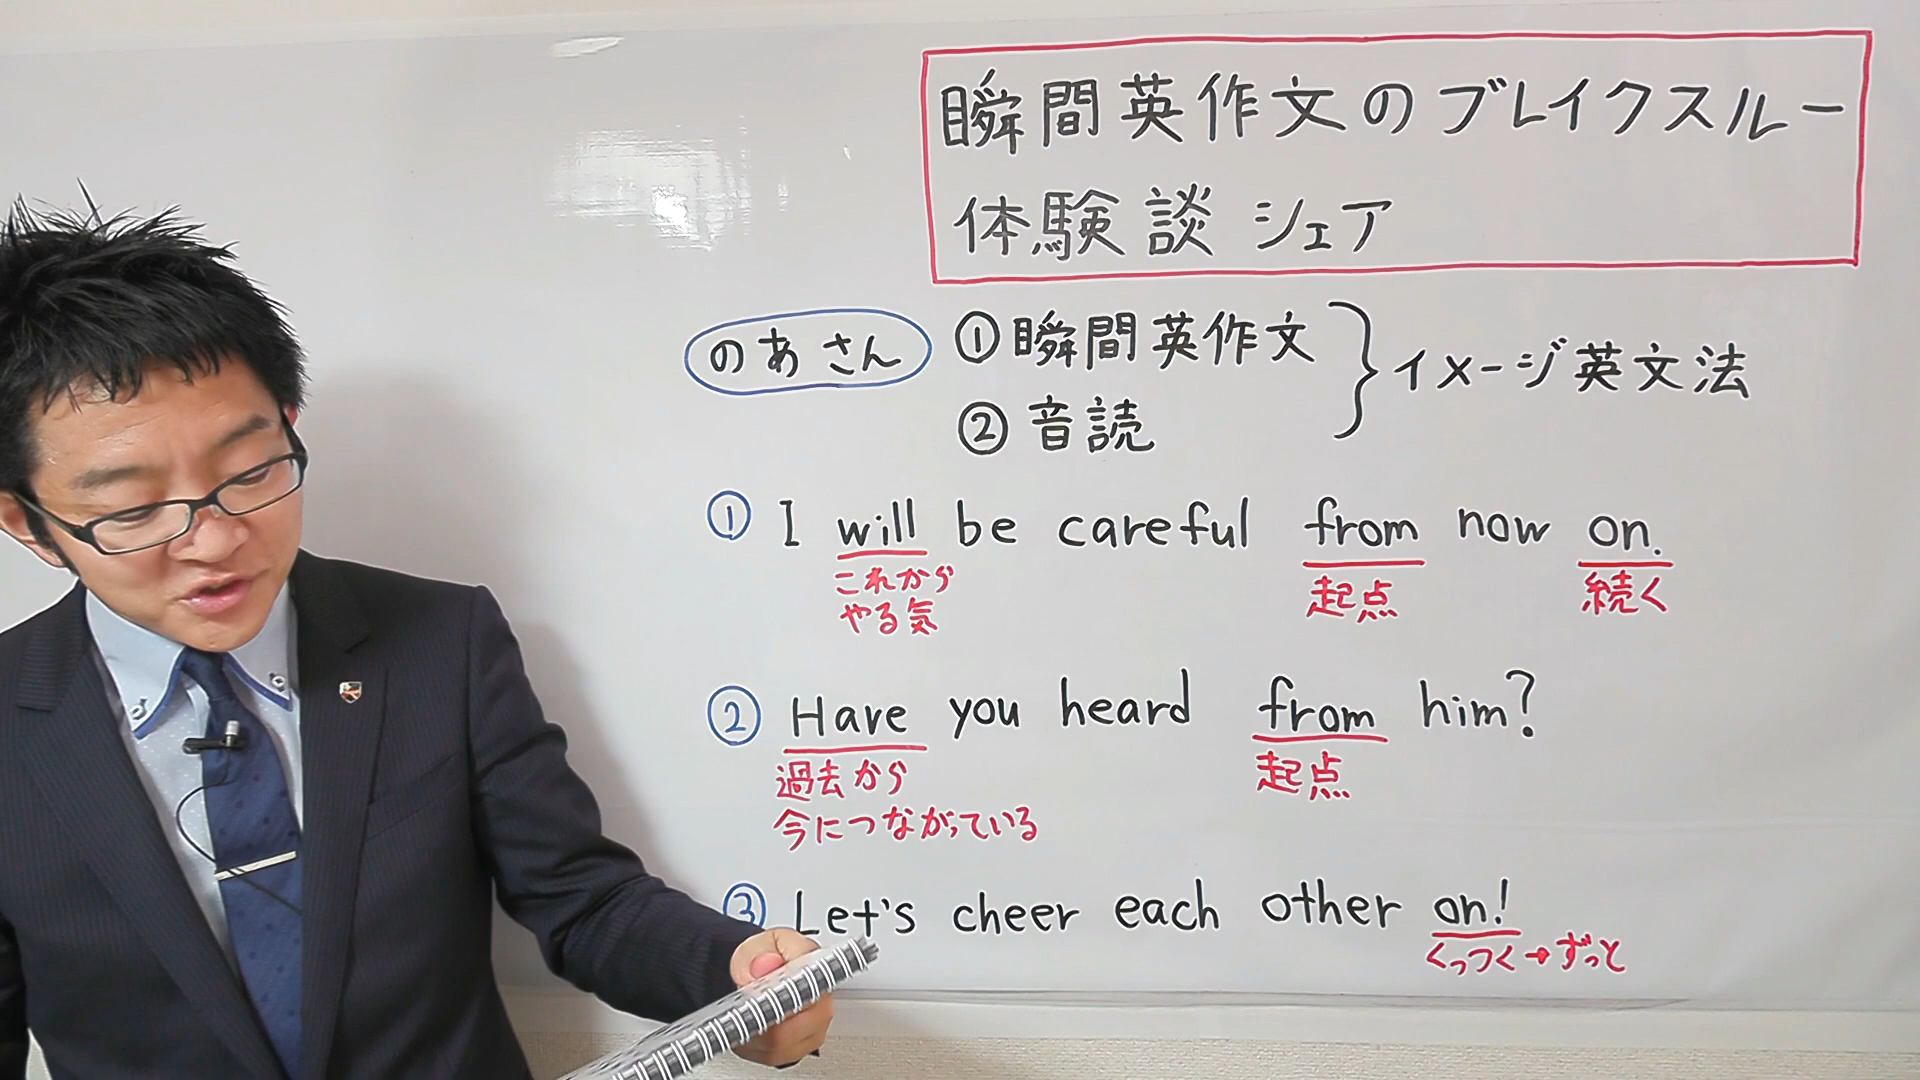 瞬間英作文のブレイクスルー
体験談 シェア
のあさん ①瞬間英作文
②音読
イメージ英文法
① I will be careful from now on.
これから
やる気
起点
続く
② Have you heard from him?
過去から
今につながっている
起点
③ Let's cheer each other on!
くっつく→ずっと